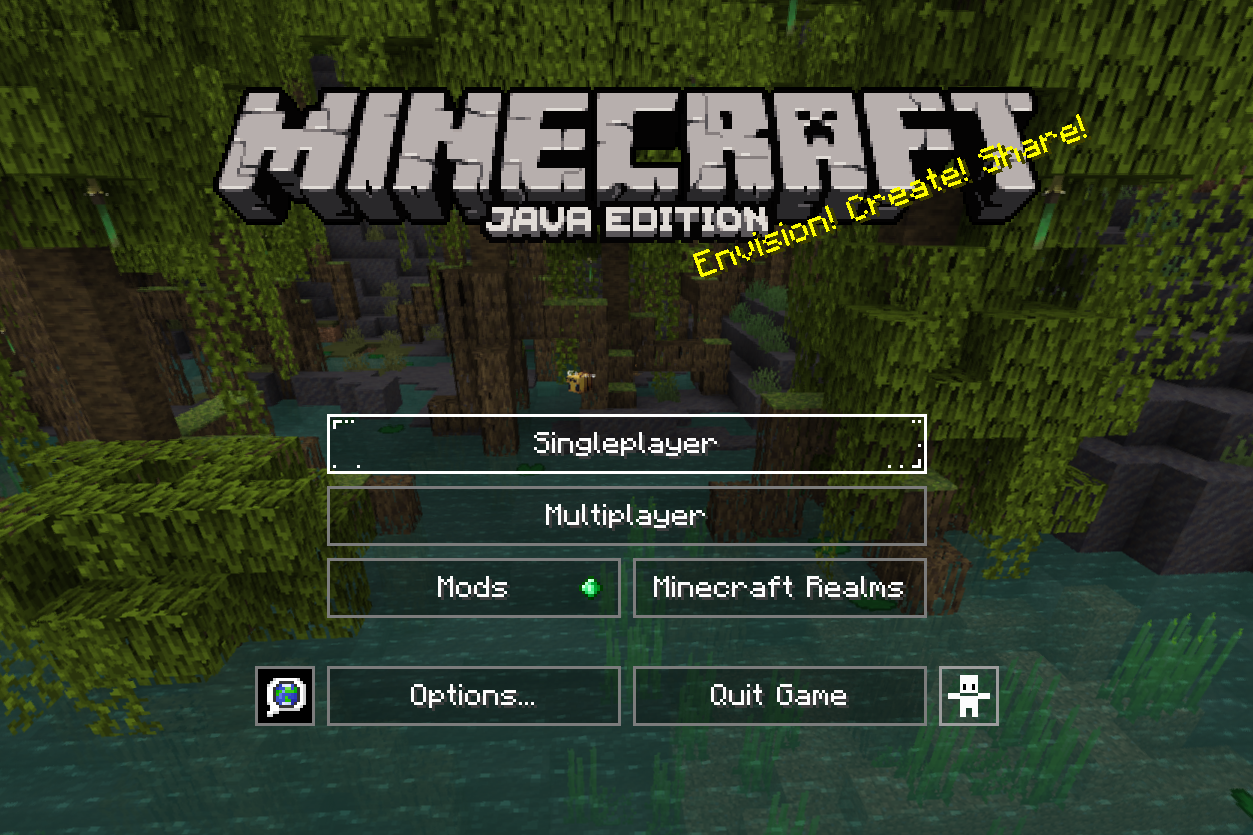 MINECRAFT
JAVA EDITION
Envision! Create! Share!
Singleplayer
Multiplayer
Mods
Minecraft Realms
Options...
Quit Game